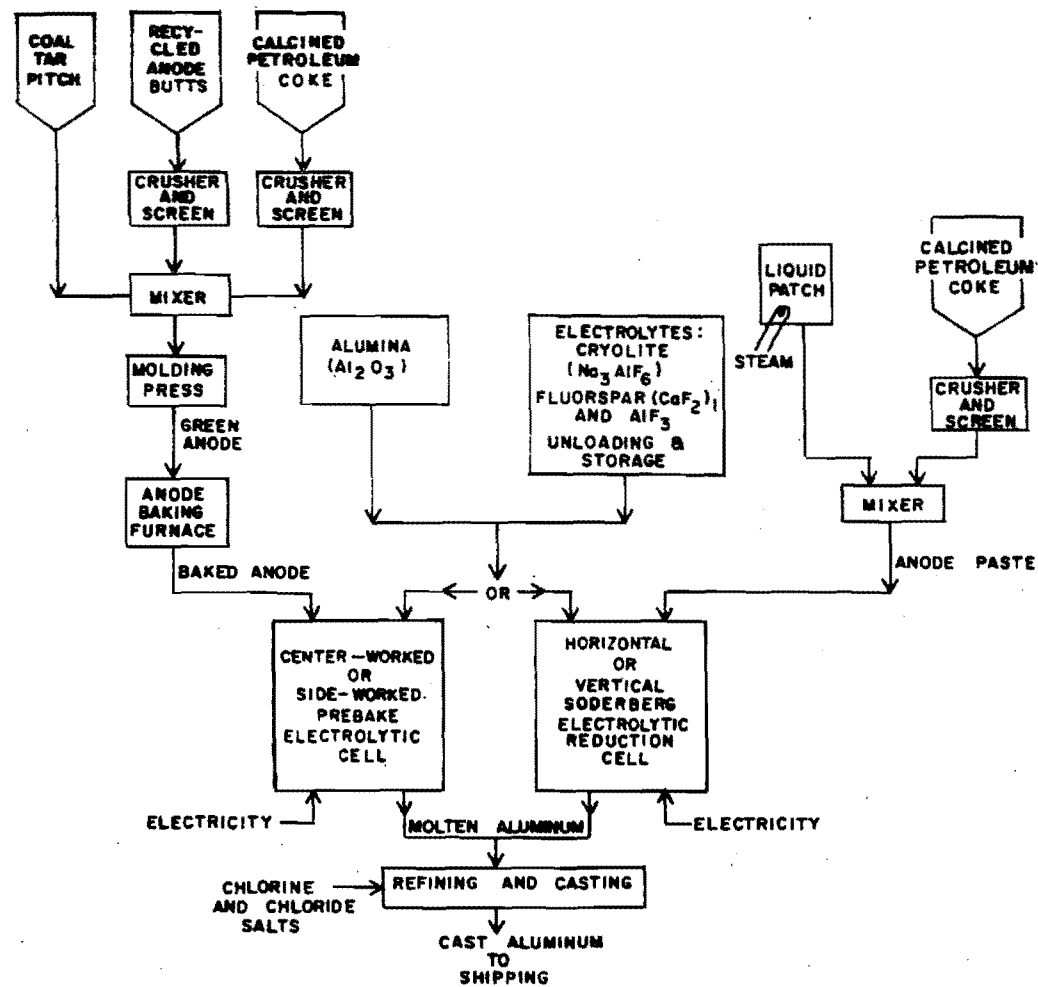 COAL
TAR
PITCH
RECY-
CLED
ANODE
BUTTS
CALCINED
PETROLEUM
COKE
CRUSHER
AND
SCREEN
CRUSHER
AND
SCREEN
MIXER
MOLDING
PRESS
GREEN
ANODE
ANODE
BAKING
FURNACE
BAKED ANODE
ALUMINA
(Al2O3)
ELECTROLYTES:
CRYOLITE
(Na3AlF6)
FLUORSPAR (CaF2),
AND AlF3
UNLOADING &
STORAGE
LIQUID
PATCH
STEAM
CALCINED
PETROLEUM
COKE
CRUSHER
AND
SCREEN
MIXER
ANODE PASTE
OR
CENTER-WORKED
OR
SIDE-WORKED
PREBAKE
ELECTROLYTIC
CELL
HORIZONTAL
OR
VERTICAL
SODERBERG
ELECTROLYTIC
REDUCTION
CELL
ELECTRICITY
MOLTEN ALUMINUM
ELECTRICITY
CHLORINE
AND CHLORIDE
SALTS
REFINING AND CASTING
CAST ALUMINUM
TO
SHIPPING